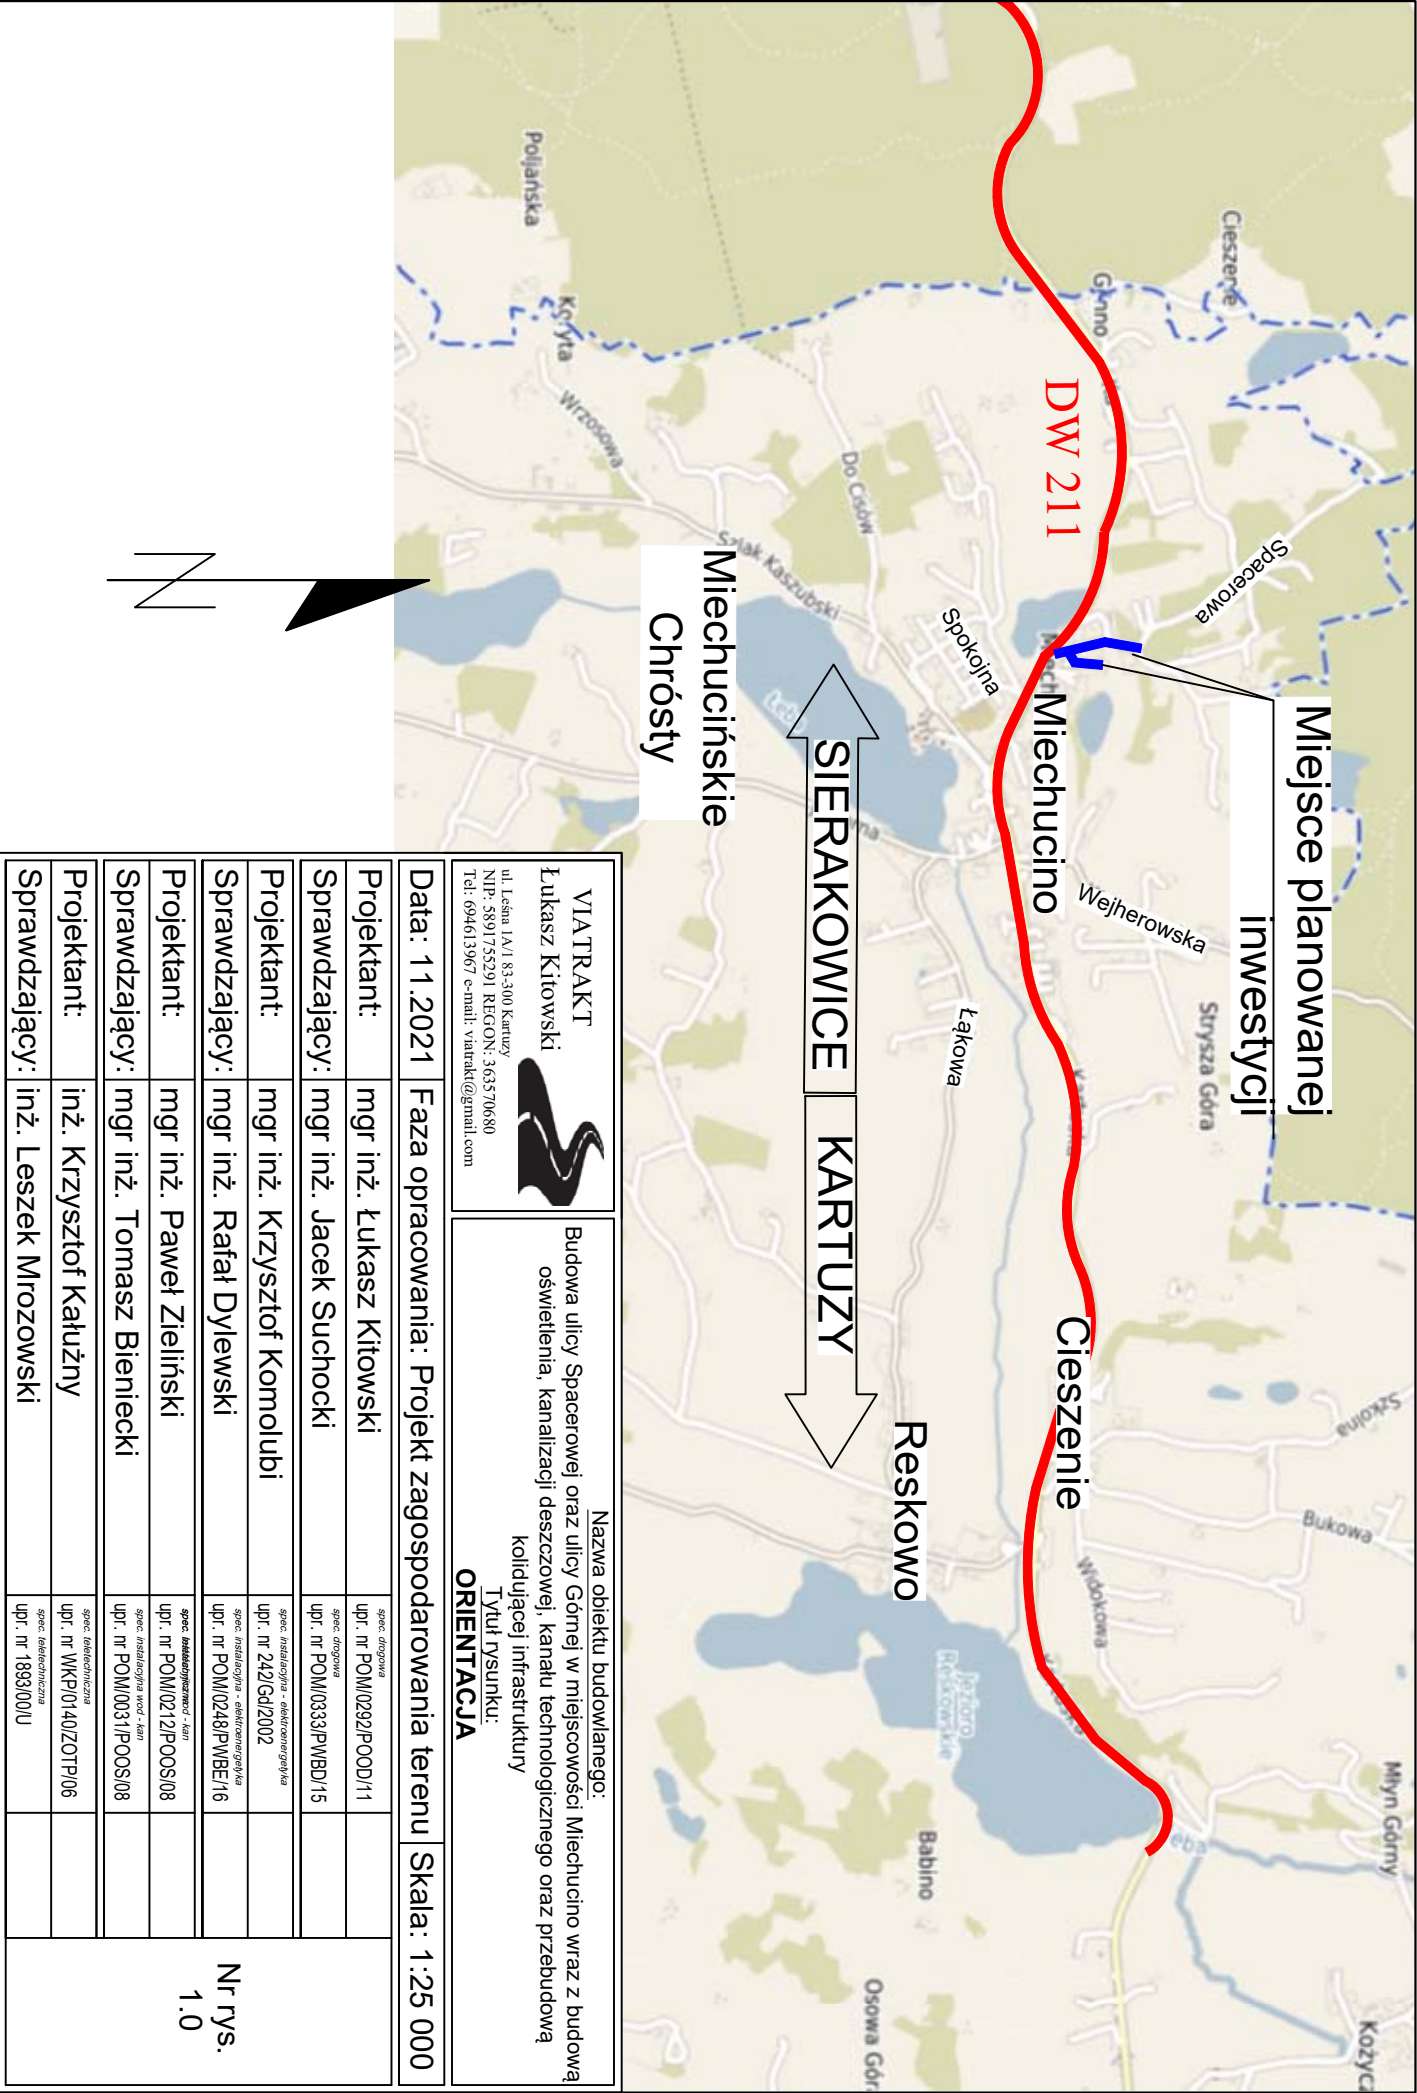 Miejsce planowanej
inwestycji
Cieszenie
Gowino
DW 211
Spacerowa
Spokojna
Miechucino
Wejherowska
Strysza Góra
Kartuska
Cieszenie
Szkolna
Bukowa
Widokowa
Kartuska
Młyn Górny
Kożycz
Łeba
Poljańska
Koryta
Wrzosowa
Do Cisów
Szlak Kaszubski
Miechucińskie
Chrósty
Łeba
SIERAKOWICE
KARTUZY
Łąkowa
Reskowo
Jezioro
Reskowskie
Babino
Osowa Góra
N
VIATRAKT
Łukasz Kitowski
ul. Leśna 1A/1 83-300 Kartuzy
NIP: 5891755291 REGON: 363570680
Tel: 694613967 e-mail: viatrakt@gmail.com
Nazwa obiektu budowlanego:
Budowa ulicy Spacerowej oraz ulicy Górnej w miejscowości Miechucino wraz z budową
oświetlenia, kanalizacji deszczowej, kanału technologicznego oraz przebudową
kolidującej infrastruktury
Tytuł rysunku:
ORIENTACJA
Data: 11.2021 Faza opracowania: Projekt zagospodarowania terenu Skala: 1:25 000
Projektant: mgr inż. Łukasz Kitowski spec. drogowa
upr. nr POM/0292/POOD/11
Sprawdzający: mgr inż. Jacek Suchocki spec. drogowa
upr. nr POM/0333/PWBD/15
Projektant: mgr inż. Krzysztof Komolubi spec. instalacyjna - elektroenergetyka
upr. nr 242/Gd/2002
Sprawdzający: mgr inż. Rafał Dylewski spec. instalacyjna - elektroenergetyka
upr. nr POM/0248/PWBE/16
Projektant: mgr inż. Paweł Zieliński
upr. nr POM/0212/POOS/08
Sprawdzający: mgr inż. Tomasz Bieniecki spec. instalacyjna wod - kan
upr. nr POM/0031/POOS/08
Projektant: inż. Krzysztof Kałużny spec. teletechniczna
upr. nr WKP/0140/ZOTP/06
Sprawdzający: inż. Leszek Mrozowski spec. teletechniczna
upr. nr 1893/00/U
Nr rys.
1.0